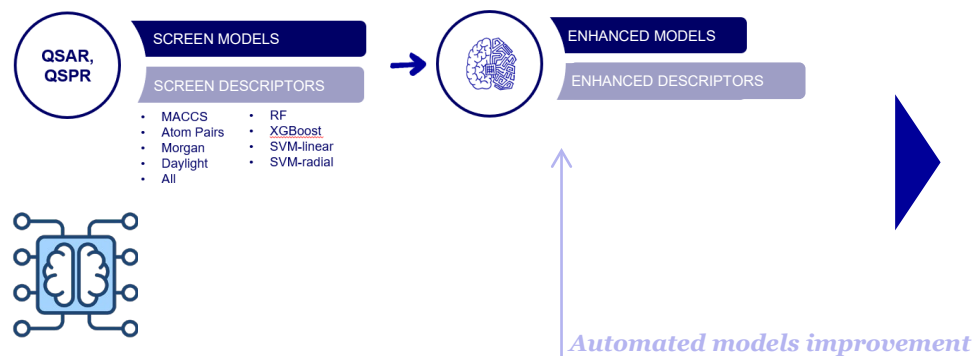 QSAR,
QSPR
SCREEN MODELS
SCREEN DESCRIPTORS
• MACCS
• Atom Pairs
• Morgan
• Daylight
• All
• RF
• XGBoost
• SVM-linear
• SVM-radial
ENHANCED MODELS
ENHANCED DESCRIPTORS
Automated models improvement